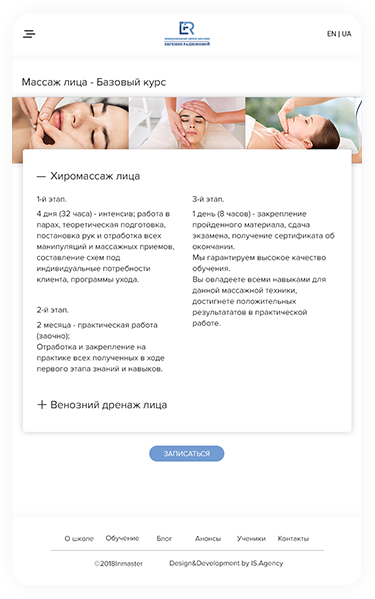 ER
МЕЖДУНАРОДНАЯ ШКОЛА МАССАЖА
ЕВГЕНИИ РАДИОНОВОЙ
EN | UA
Массаж лица - Базовый курс
— Хиромассаж лица
1-й этап.
4 дня (32 часа) - интенсив; работа в
парах, теоретическая подготовка,
постановка рук и отработка всех
манипуляций и массажных приемов,
составление схем под
индивидуальные потребности
клиента, программы ухода.
2-й этап.
2 месяца - практическая работа
(заочно);
Отработка и закрепление на
практике всех полученных в ходе
первого этапа знаний и навыков.
3-й этап.
1 день (8 часов) - закрепление
пройденного материала, сдача
экзамена, получение сертификата об
окончании.
Мы гарантируем высокое качество
обучения.
Вы овладеете всеми навыками для
данной массажной техники,
достигнете положительных
результататов в практической
работе.
+ Венозний дренаж лица
ЗАПИСАТЬСЯ
О школе Обучение Блог Анонсы Ученики Контакты
©2018Inmaster Design&Development by IS.Agency